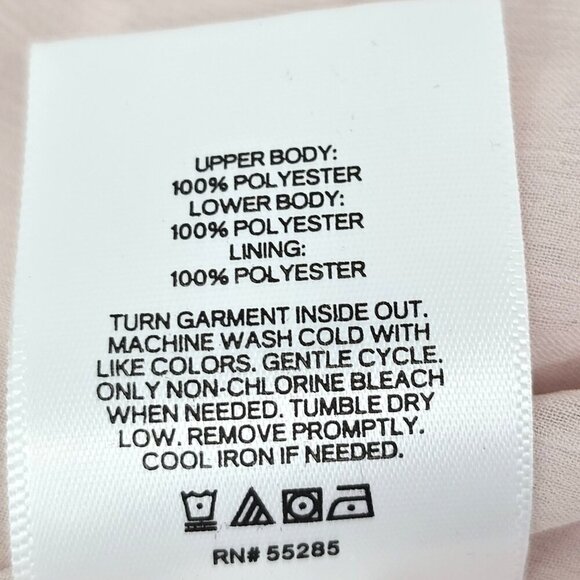 UPPER BODY:
100% POLYESTER
LOWER BODY:
100% POLYESTER
LINING:
100% POLYESTER
TURN GARMENT INSIDE OUT.
MACHINE WASH COLD WITH
LIKE COLORS. GENTLE CYCLE.
ONLY NON-CHLORINE BLEACH
WHEN NEEDED. TUMBLE DRY
LOW. REMOVE PROMPTLY.
COOL IRON IF NEEDED.
RN# 55285